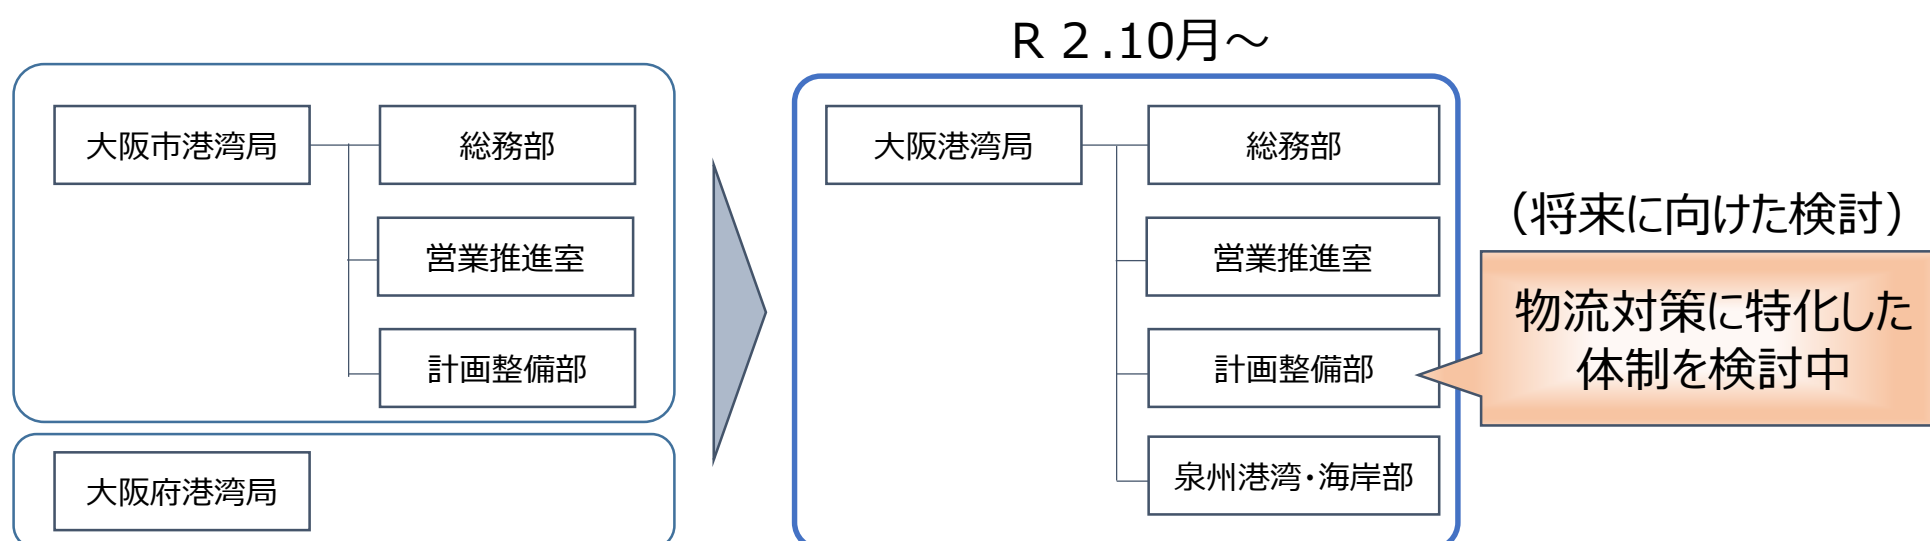 R 2.10月～
大阪市港湾局
総務部
営業推進室
計画整備部
大阪府港湾局
大阪港湾局
総務部
営業推進室
計画整備部
泉州港湾・海岸部
（将来に向けた検討）
物流対策に特化した
体制を検討中